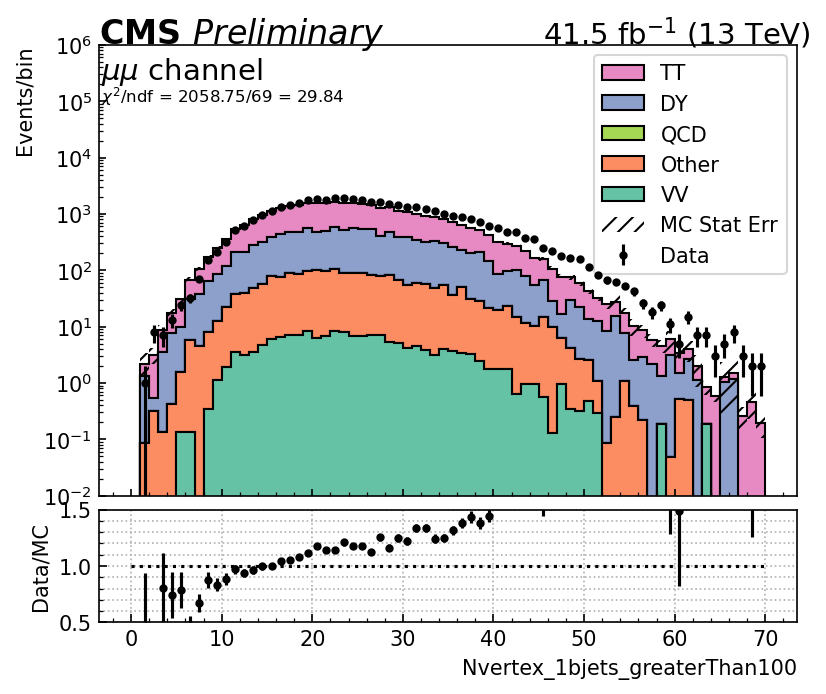 CMS Preliminary 41.5 fb⁻¹ (13 TeV)
μμ channel
χ²/ndf = 2058.75/69 = 29.84
Events/bin
10⁶
10⁵
10⁴
10³
10²
10¹
10⁰
10⁻¹
10⁻²
TT
DY
QCD
Other
VV
MC Stat Err
Data
Data/MC
1.5
1.0
0.5
0 10 20 30 40 50 60 70
Nvertex_1bjets_greaterThan100